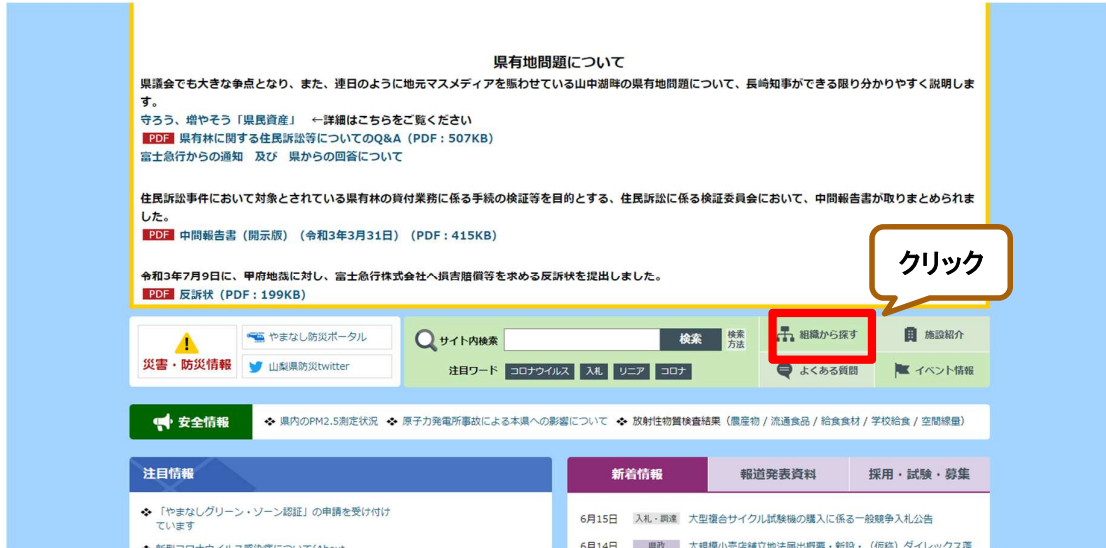 県有地問題について
県議会でも大きな争点となり、また、連日のように地元マスメディアを賑わせている山中湖畔の県有地問題について、長崎知事ができる限り分かりやすく説明しま
す。
守ろう、増やそう「県民資産」 ←詳細はこちらをご覧ください
PDF 県有林に関する住民訴訟等についてのQ&A（PDF：507KB）
富士急行からの通知 及び 県からの回答について
住民訴訟事件において対象とされている県有林の貸付業務に係る手続の検証等を目的とする、住民訴訟に係る検証委員会において、中間報告書が取りまとめられま
した。
PDF 中間報告書（開示版）（令和3年3月31日）（PDF：415KB）
令和3年7月9日に、甲府地裁に対し、富士急行株式会社へ損害賠償等を求める反訴状を提出しました。
PDF 反訴状（PDF：199KB）
クリック
災害・防災情報
やまなし防災ポータル
山梨県防災twitter
サイト内検索 検索 検索方法
注目ワード コロナウイルス 入札 リニア コロナ
組織から探す 施設紹介
よくある質問 イベント情報
安全情報 ❖ 県内のPM2.5測定状況 ❖ 原子力発電所事故による本県への影響について ❖ 放射性物質検査結果（農産物 / 流通食品 / 給食食材 / 学校給食 / 空間線量）
注目情報
❖ 「やまなしグリーン・ゾーン認証」の申請を受け付け
ています
新着情報 報道発表資料 採用・試験・募集
6月15日 入札・調達 大型複合サイクル試験機の購入に係る一般競争入札公告
6月14日 県政 大規模小売店舗立地法届出概要・新設・（仮称）ダイレックス